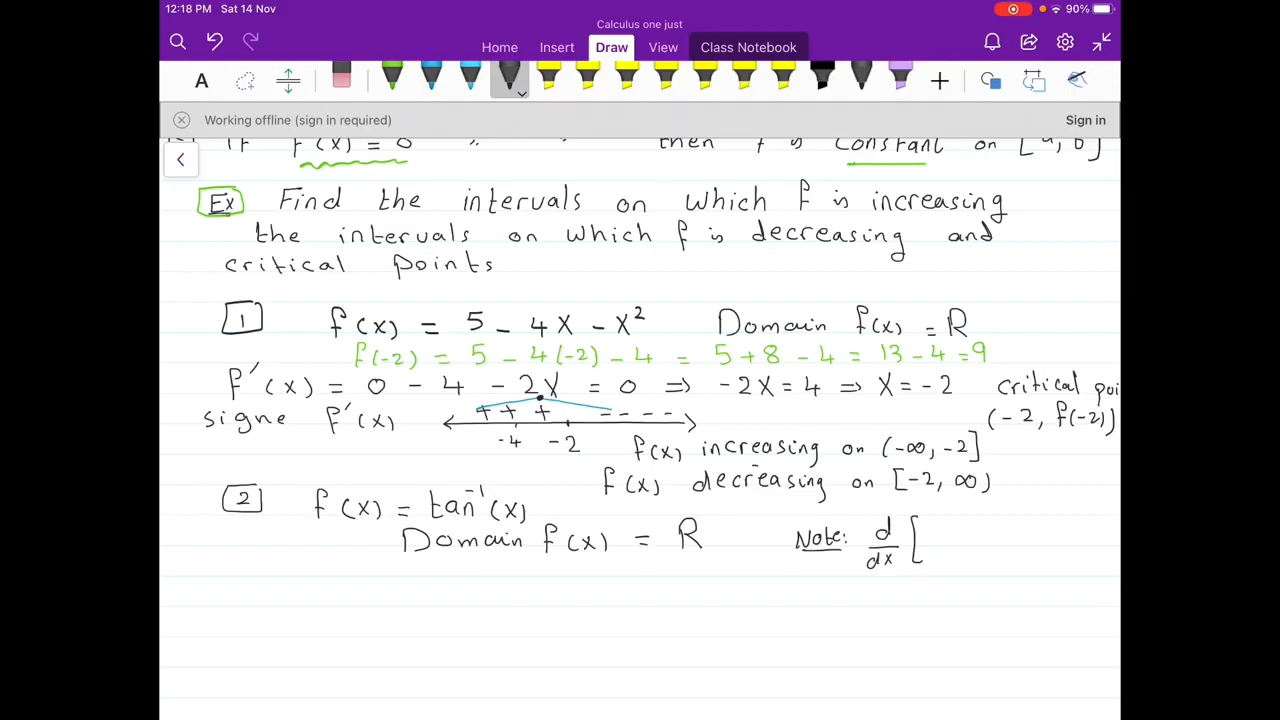 12:18 PM Sat 14 Nov 90%
Calculus one just
Home Insert Draw View Class Notebook
A
Working offline (sign in required) Sign in
if f'(x) = 0 " " then f is constant on [a, b]
Ex Find the intervals on which f is increasing
the intervals on which f is decreasing and
critical points
1 f(x) = 5 - 4x - x² Domain f(x) = R
f(-2) = 5 - 4(-2) - 4 = 5 + 8 - 4 = 13 - 4 = 9
f'(x) = 0 - 4 - 2x = 0 ⇒ -2x = 4 ⇒ x = -2 critical poi
signe f'(x) + + + - - - - (-2, f(-2))
-4 -2 f(x) increasing on (-∞, -2]
f(x) decreasing on [-2, ∞)
2 f(x) = tan⁻¹(x)
Domain f(x) = R Note: d/dx [